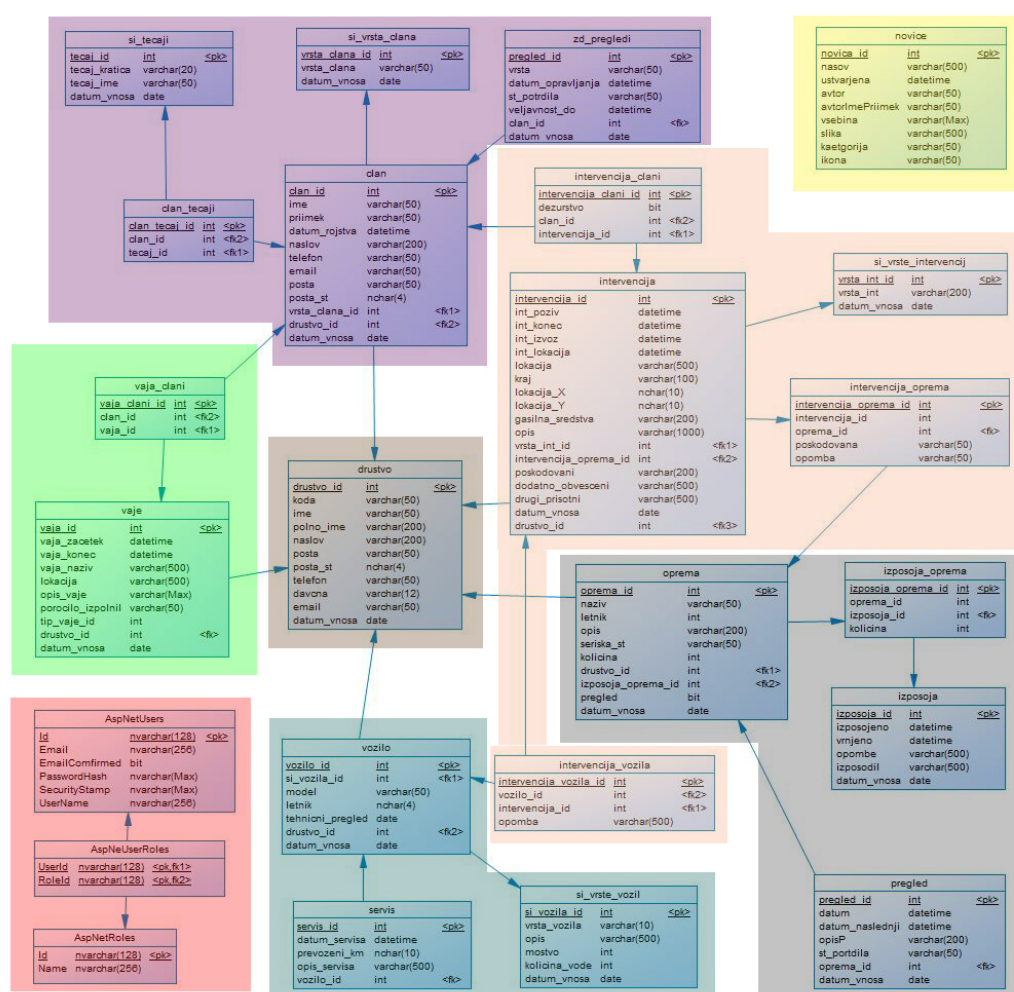 si_tecaji
tecaj_id int <pk>
tecaj_kratica varchar(20)
tecaj_ime varchar(50)
datum_vnosa date
si_vrsta_clana
vrsta_clana_id int <pk>
vrsta_clana varchar(50)
datum_vnosa date
zd_pregledi
pregled_id int <pk>
vrsta varchar(50)
datum_opravljanja datetime
st_potrdila varchar(50)
veljavnost_do datetime
clan_id int <fk>
datum_vnosa date
novice
novica_id int <pk>
nasov varchar(500)
ustvarjena datetime
avtor varchar(50)
avtorImePriimek varchar(50)
vsebina varchar(Max)
slika varchar(500)
kaetgorija varchar(50)
ikona varchar(50)
clan
clan_id int <pk>
ime varchar(50)
priimek varchar(50)
datum_rojstva datetime
naslov varchar(200)
telefon varchar(50)
email varchar(50)
posta varchar(50)
posta_st nchar(4)
vrsta_clana_id int <fk1>
drustvo_id int <fk2>
datum_vnosa date
clan_tecaji
clan_tecaj_id int <pk>
clan_id int <fk2>
tecaj_id int <fk1>
intervencija_clani
intervencija_clani_id int <pk>
dezurstvo bit
clan_id int <fk2>
intervencija_id int <fk1>
si_vrste_intervencij
vrsta_int_id int <pk>
vrsta_int varchar(200)
datum_vnosa date
intervencija
intervencija_id int <pk>
int_poziv datetime
int_konec datetime
int_izvoz datetime
int_lokacija datetime
lokacija varchar(500)
kraj varchar(100)
lokacija_X nchar(10)
lokacija_Y nchar(10)
gasilna_sredstva varchar(200)
opis varchar(1000)
vrsta_int_id int <fk1>
intervencija_oprema_id int <fk2>
poskodovani varchar(200)
dodatno_obvesceni varchar(500)
drugi_prisotni varchar(500)
datum_vnosa date
drustvo_id int <fk3>
intervencija_oprema
intervencija_oprema_id int <pk>
intervencija_id int
oprema_id int <fk>
poskodovana varchar(50)
opomba varchar(50)
vaja_clani
vaja_clani_id int <pk>
clan_id int <fk2>
vaja_id int <fk1>
vaje
vaja_id int <pk>
vaja_zacetek datetime
vaja_konec datetime
vaja_naziv varchar(500)
lokacija varchar(500)
opis_vaje varchar(Max)
porocilo_izpolnil varchar(50)
tip_vaje_id int
drustvo_id int <fk>
datum_vnosa date
drustvo
drustvo_id int <pk>
koda varchar(50)
ime varchar(50)
polno_ime varchar(200)
naslov varchar(200)
posta varchar(50)
posta_st nchar(4)
telefon varchar(50)
davcna varchar(12)
email varchar(50)
datum_vnosa date
oprema
oprema_id int <pk>
naziv varchar(50)
letnik int
opis varchar(200)
seriska_st varchar(50)
kolicina int
drustvo_id int <fk1>
izposoja_oprema_id int <fk2>
pregled bit
datum_vnosa date
izposoja_oprema
izposoja_oprema_id int <pk>
oprema_id int
izposoja_id int <fk>
kolicina int
izposoja
izposoja_id int <pk>
izposojeno datetime
vrnjeno datetime
opombe varchar(500)
izposodil varchar(500)
datum_vnosa date
AspNetUsers
Id nvarchar(128) <pk>
Email nvarchar(256)
EmailComfirmed bit
PasswordHash nvarchar(Max)
SecurityStamp nvarchar(Max)
UserName nvarchar(256)
AspNeUserRoles
UserId nvarchar(128) <pk,fk1>
RoleId nvarchar(128) <pk,fk2>
AspNetRoles
Id nvarchar(128) <pk>
Name nvarchar(256)
vozilo
vozilo_id int <pk>
si_vozila_id int <fk1>
model varchar(50)
letnik nchar(4)
tehnicni_pregled date
drustvo_id int <fk2>
datum_vnosa date
intervencija_vozila
intervencija_vozila_id int <pk>
vozilo_id int <fk2>
intervencija_id int <fk1>
opomba varchar(500)
servis
servis_id int <pk>
datum_servisa datetime
prevozeni_km nchar(10)
opis_servisa varchar(500)
vozilo_id int <fk>
si_vrste_vozil
si_vozila_id int <pk>
vrsta_vozila varchar(10)
opis varchar(500)
mostvo int
kolicina_vode int
datum_vnosa date
pregled
pregled_id int <pk>
datum datetime
datum_naslednji datetime
opisP varchar(200)
st_portdila varchar(50)
oprema_id int <fk>
datum_vnosa date